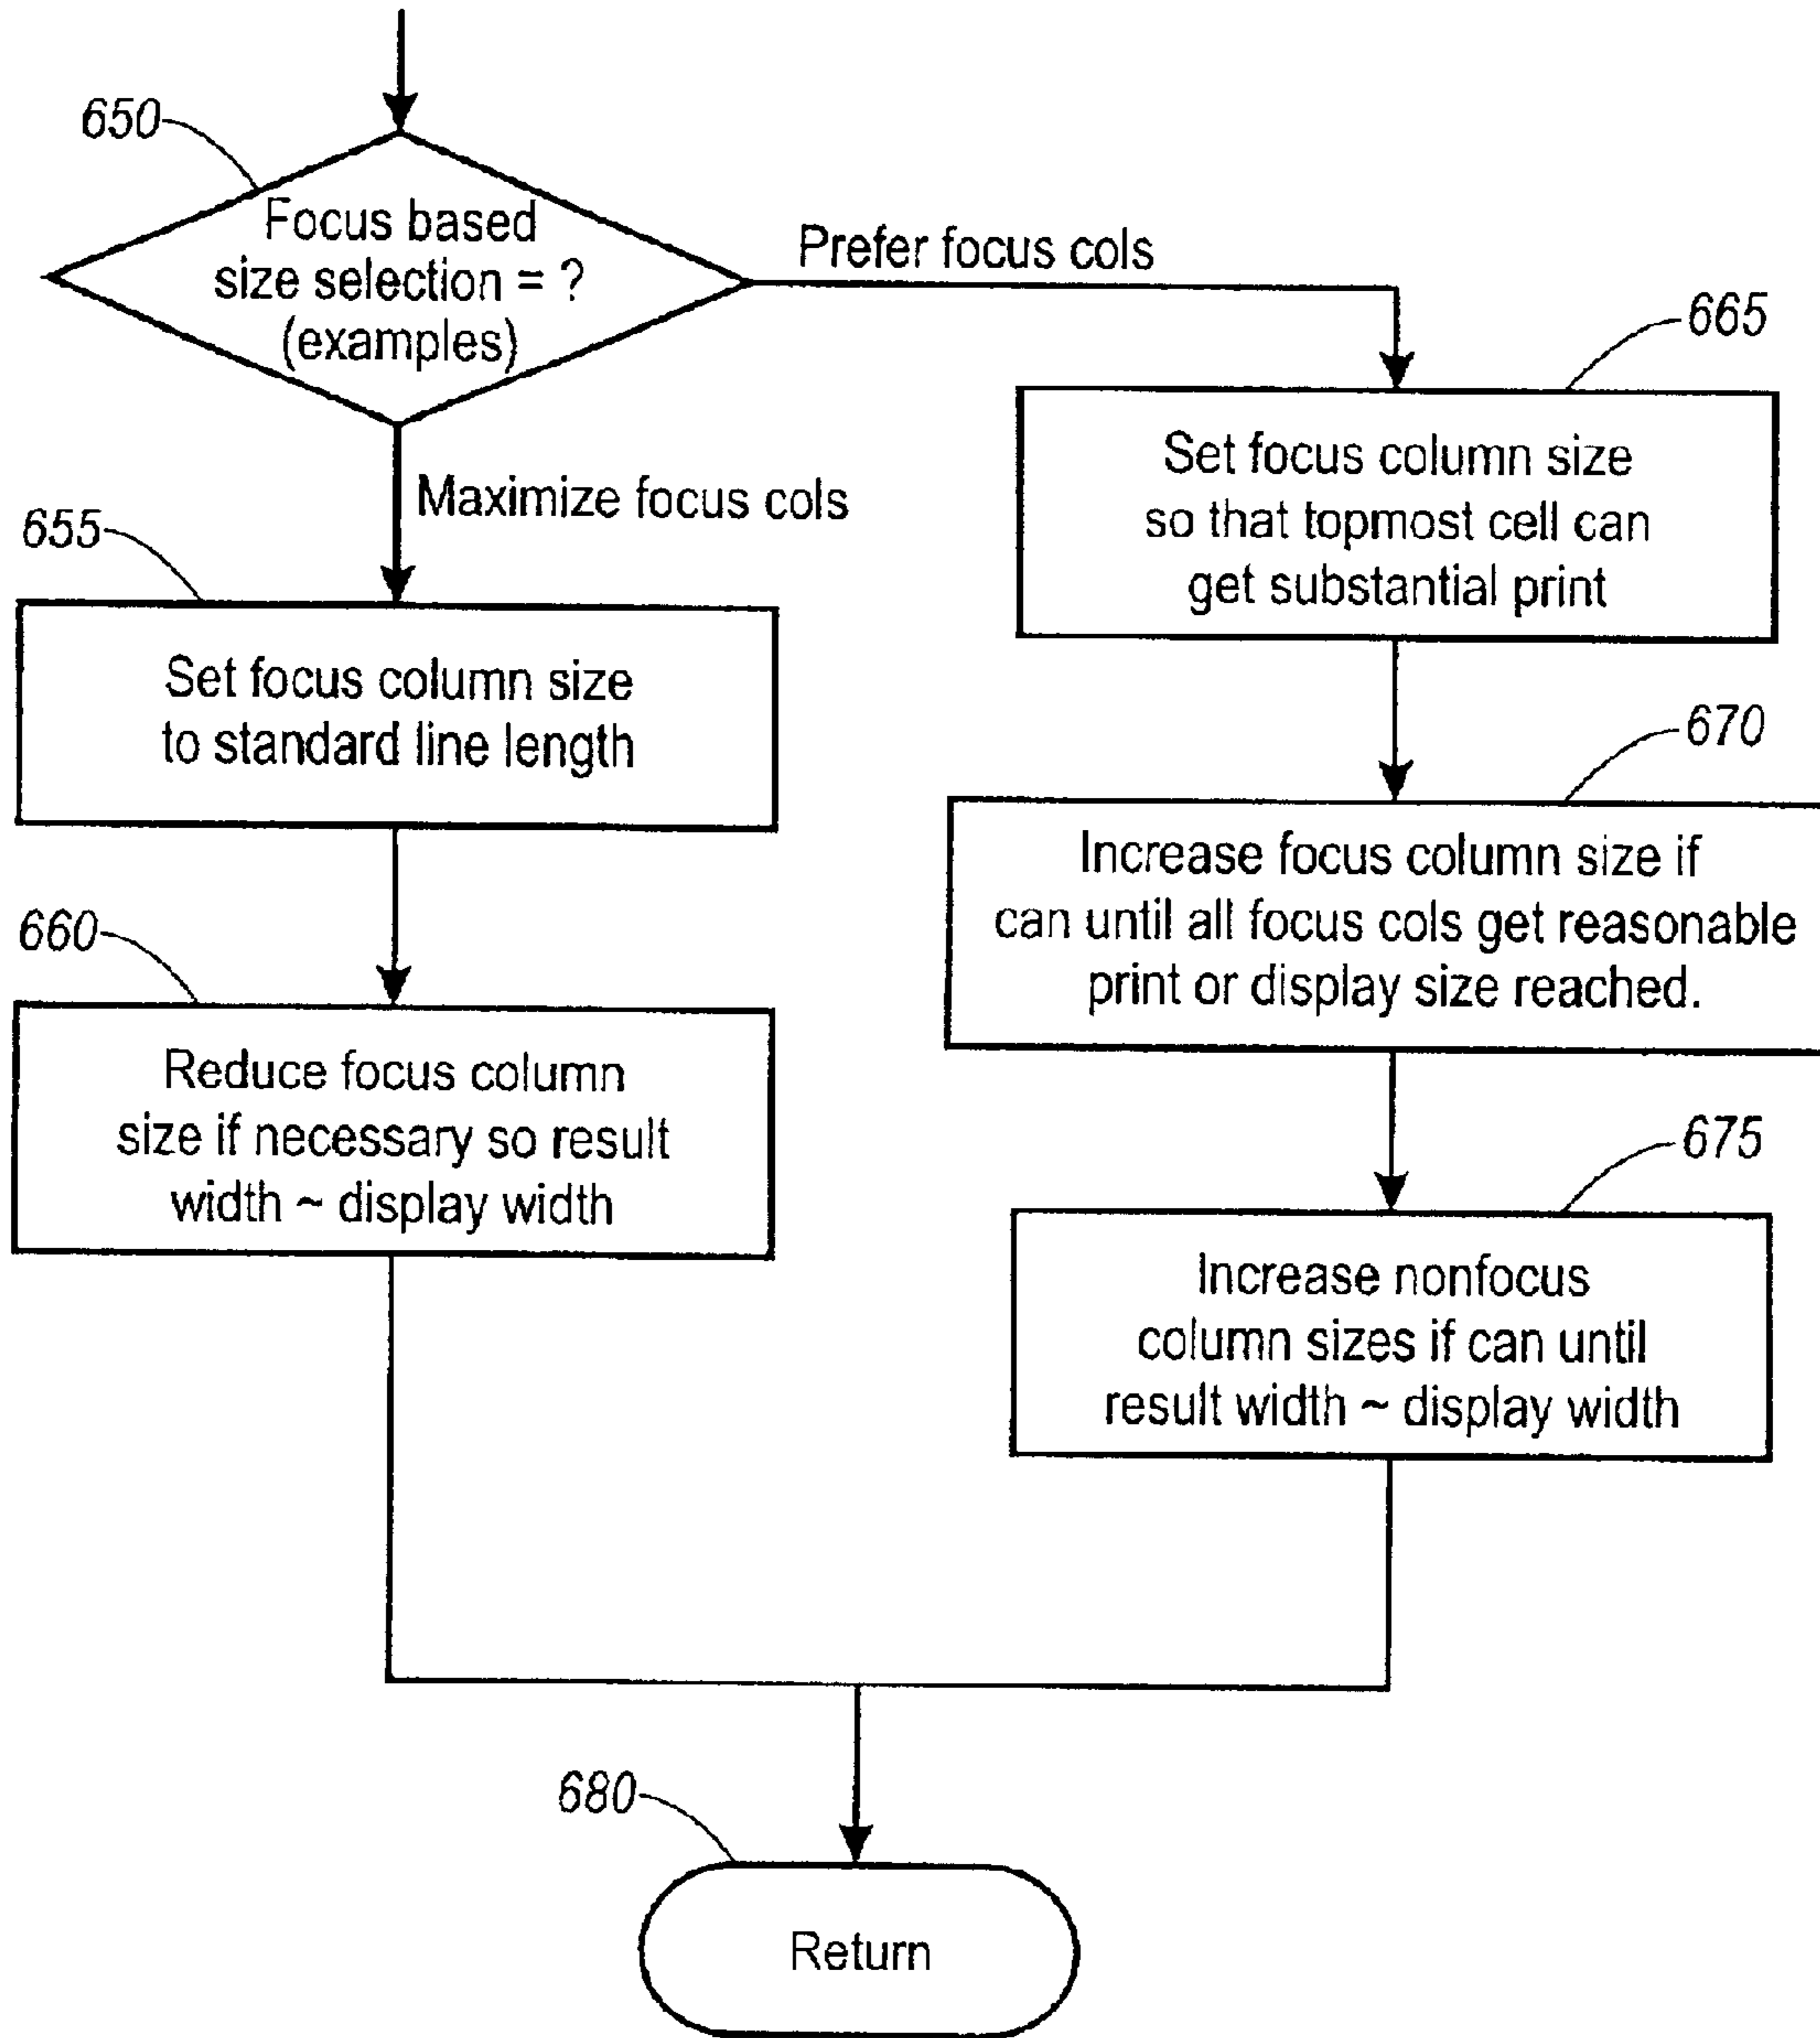 650
Focus based
size selection = ?
(examples)
Prefer focus cols
Maximize focus cols
655
Set focus column size
to standard line length
660
Reduce focus column
size if necessary so result
width ~ display width
665
Set focus column size
so that topmost cell can
get substantial print
670
Increase focus column size if
can until all focus cols get reasonable
print or display size reached.
675
Increase nonfocus
column sizes if can until
result width ~ display width
680
Return